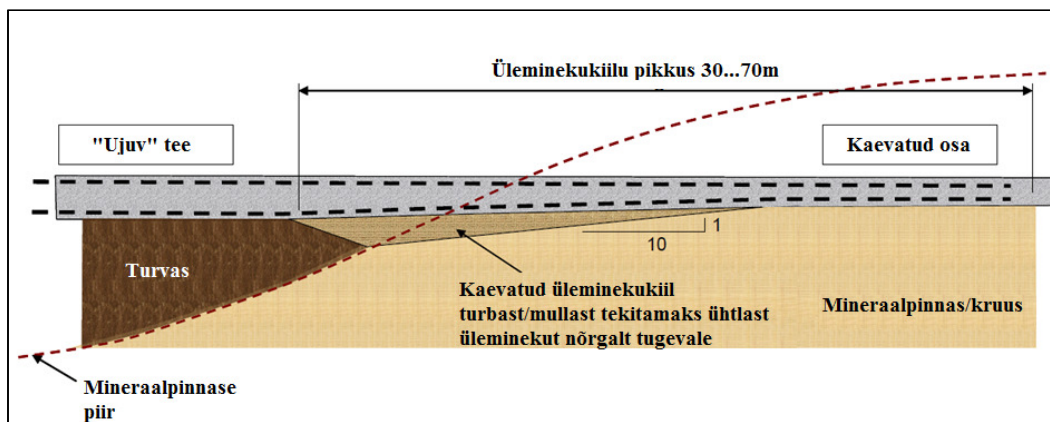 Üleminekukiilu pikkus 30...70m
"Ujuv" tee
Kaevatud osa
1
10
Turvas
Kaevatud üleminekukiil
turbast/mullast tekitamaks ühtlast
üleminekut nõrgalt tugevale
Mineraalpinnas/kruus
Mineraalpinnase
piir